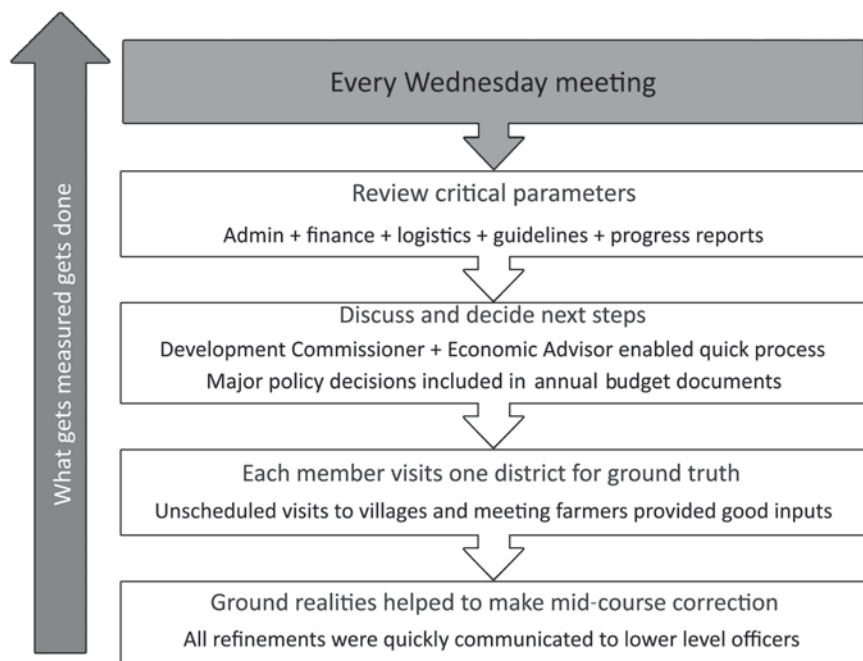 What gets measured gets done
Every Wednesday meeting
Review critical parameters
Admin + finance + logistics + guidelines + progress reports
Discuss and decide next steps
Development Commissioner + Economic Advisor enabled quick process
Major policy decisions included in annual budget documents
Each member visits one district for ground truth
Unscheduled visits to villages and meeting farmers provided good inputs
Ground realities helped to make mid-course correction
All refinements were quickly communicated to lower level officers